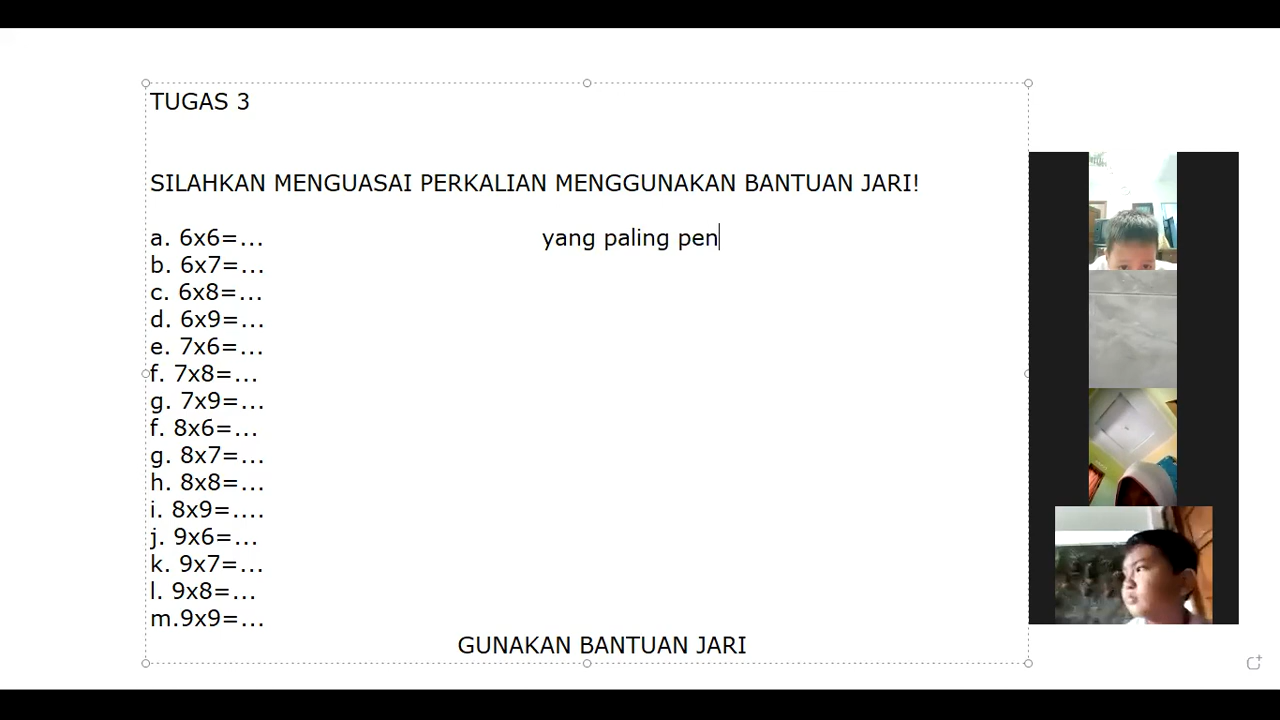 TUGAS 3
SILAHKAN MENGUASAI PERKALIAN MENGGUNAKAN BANTUAN JARI!
a. 6x6=... yang paling pen
b. 6x7=...
c. 6x8=...
d. 6x9=...
e. 7x6=...
f. 7x8=...
g. 7x9=...
f. 8x6=...
g. 8x7=...
h. 8x8=...
i. 8x9=....
j. 9x6=...
k. 9x7=...
l. 9x8=...
m.9x9=...
GUNAKAN BANTUAN JARI